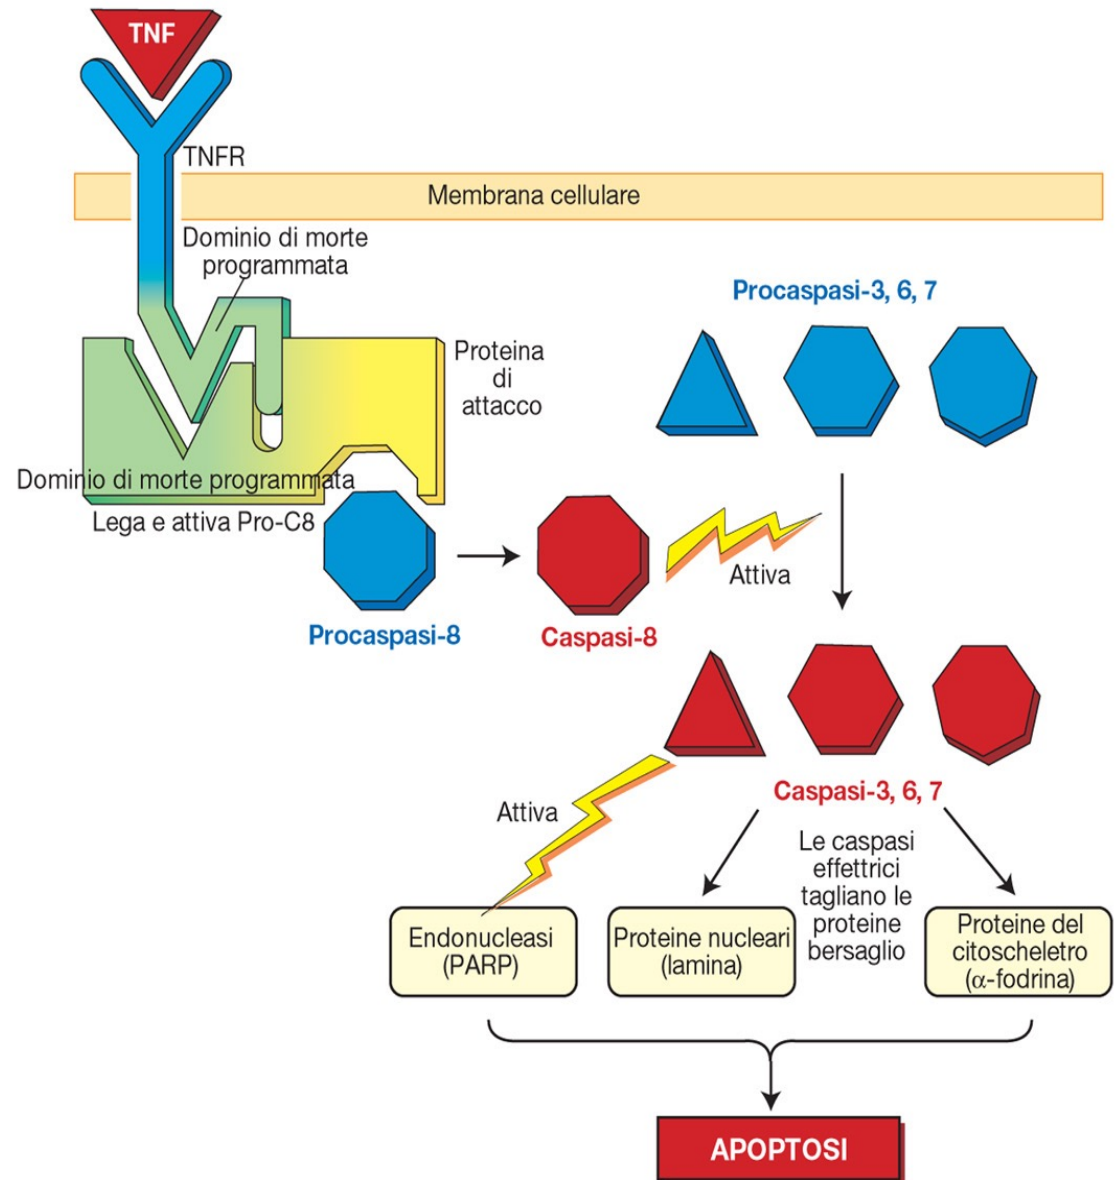 TNF
TNFR
Membrana cellulare
Dominio di morte
programmata
Proteina
di
attacco
Dominio di morte programmata
Lega e attiva Pro-C8
Procaspasi-8
Caspasi-8
Attiva
Procaspasi-3, 6, 7
Caspasi-3, 6, 7
Attiva
Le caspasi
effettrici
tagliano le
proteine
bersaglio
Endonucleasi
(PARP)
Proteine nucleari
(lamina)
Proteine del
citoscheletro
(α-fodrina)
APOPTOSI